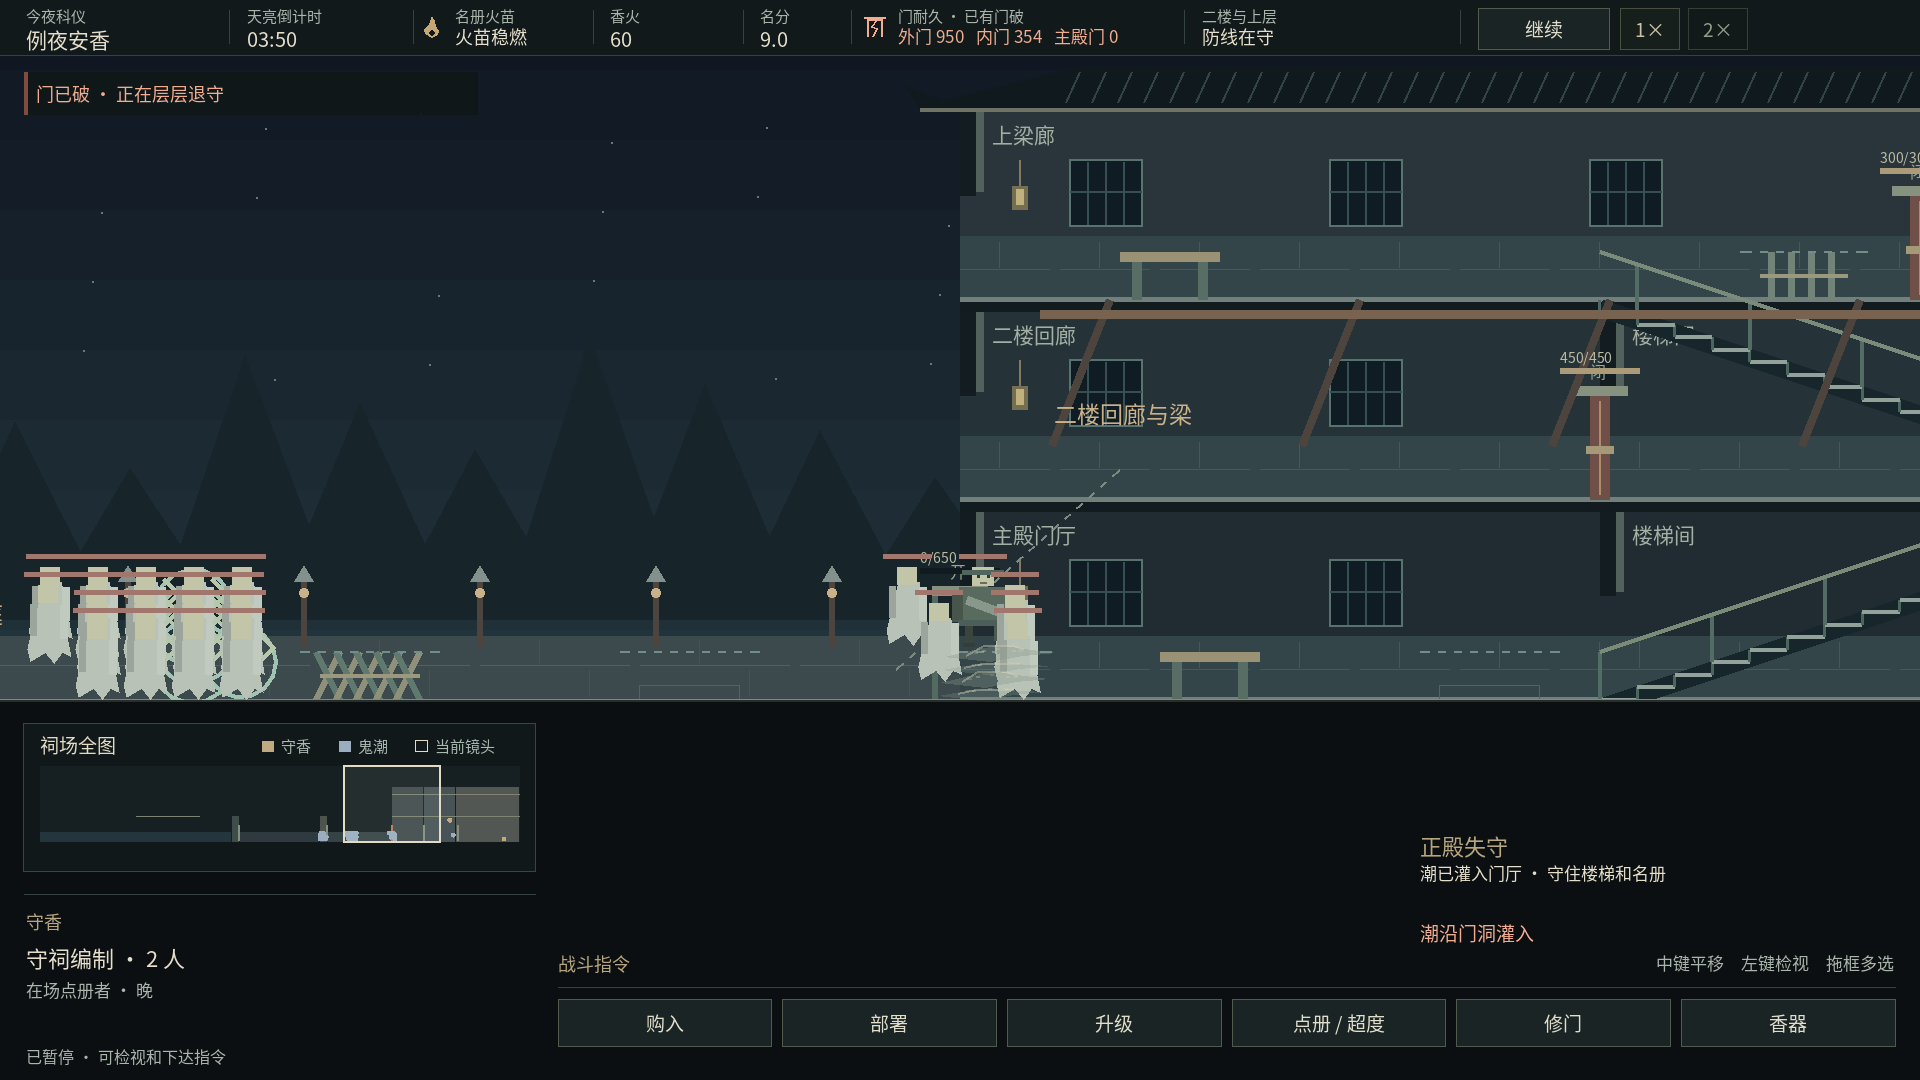 今夜科仪
例夜安香
天亮倒计时
03:50
名册火苗
火苗稳燃
香火
60
名分
9.0
门耐久 · 已有门破
外门 950 内门 354 主殿门 0
二楼与上层
防线在守
继续
1×
2×
门已破 · 正在层层退守
上梁廊
300/30
二楼回廊
450/450
闭
二楼回廊与梁
主殿门厅
楼梯间
0/650
祠场全图
守香
鬼潮
当前镜头
正殿失守
潮已灌入门厅 · 守住楼梯和名册
潮沿门洞灌入
守香
守祠编制 · 2 人
在场点册者 · 晚
已暂停 · 可检视和下达指令
战斗指令
中键平移 左键检视 拖框多选
购入
部署
升级
点册 / 超度
修门
香器